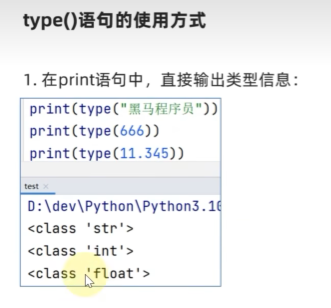 type()语句的使用方式
1. 在print语句中，直接输出类型信息：
print(type("黑马程序员"))
print(type(666))
print(type(11.345))
test ×
D:\dev\Python\Python3.10
<class 'str'>
<class 'int'>
<class 'float'>